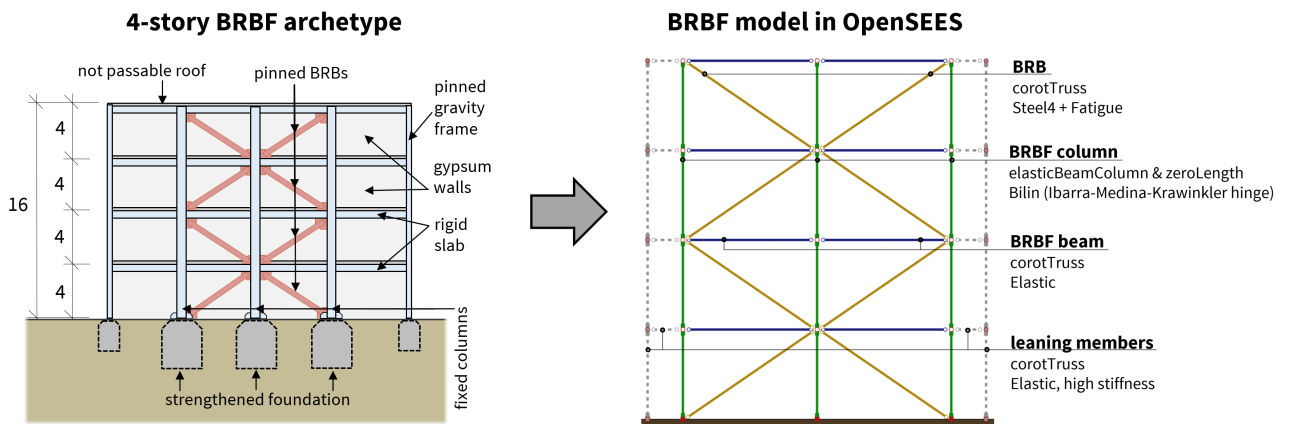 4-story BRBF archetype
not passable roof
pinned BRBs
pinned
gravity
frame
gypsum
walls
rigid
slab
4
4
4
4
16
fixed columns
strengthened foundation
BRBF model in OpenSEES
BRB
corotTruss
Steel4 + Fatigue
BRBF column
elasticBeamColumn & zeroLength
Bilin (Ibarra-Medina-Krawinkler hinge)
BRBF beam
corotTruss
Elastic
leaning members
corotTruss
Elastic, high stiffness